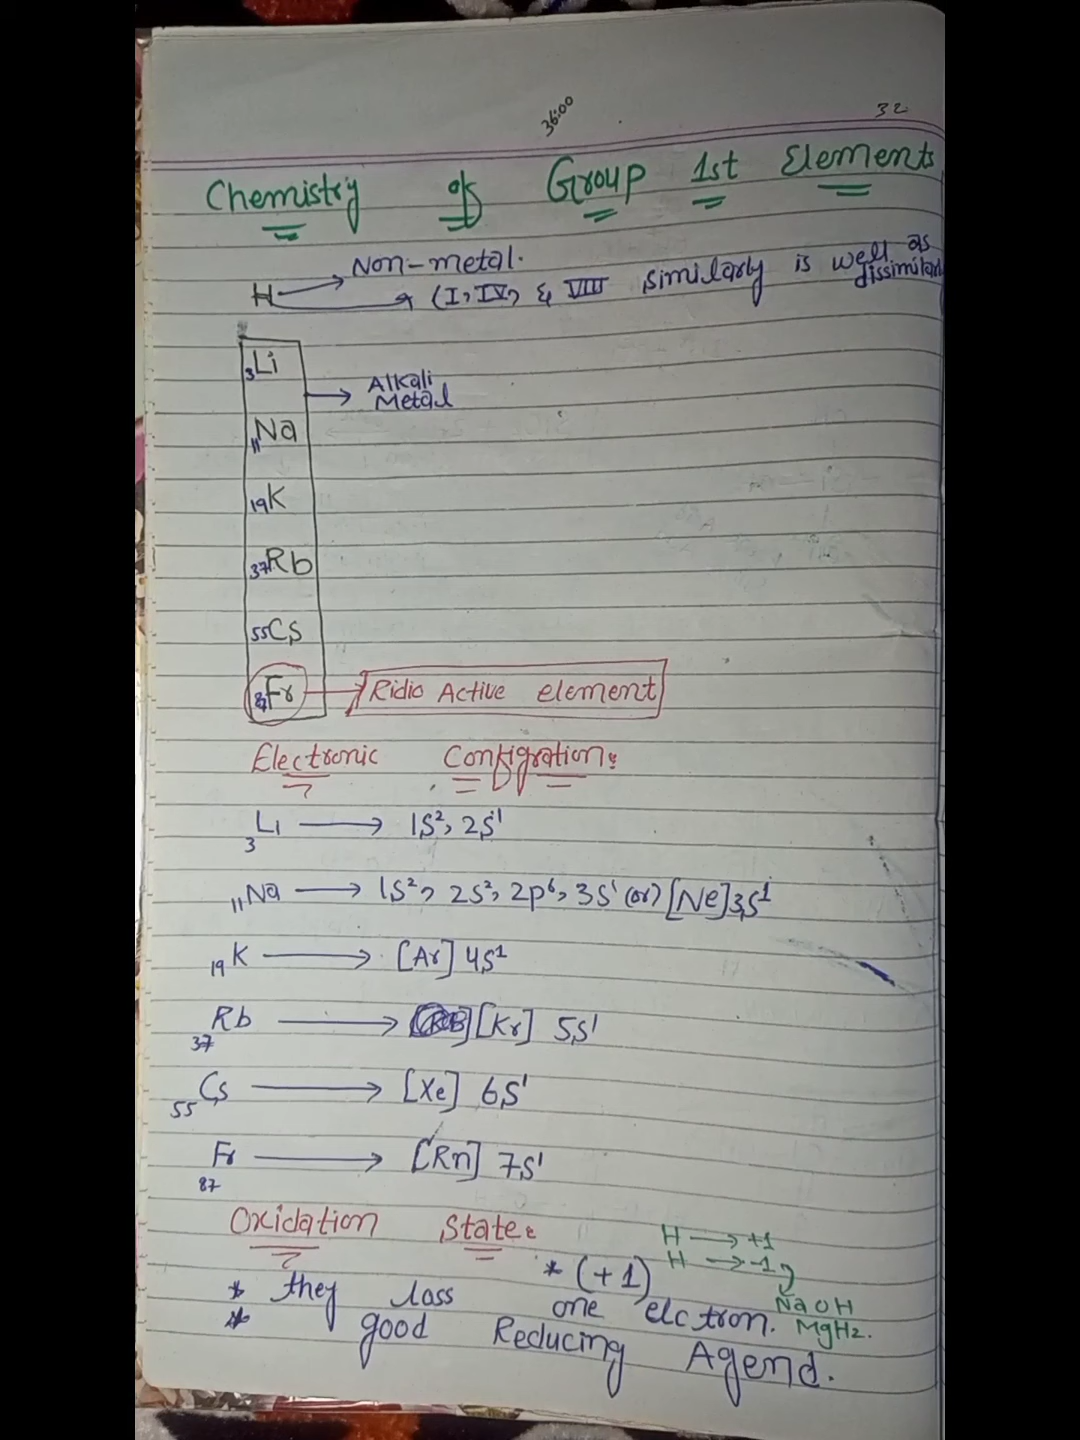 36:00
32
Chemistry of Group 1st Elements
Non-metal.
H (I, IV, & VIII similarly is well as dissimilar
3Li
Alkali Metal
11Na
19K
37Rb
55Cs
87Fr Ridio Active element
Electronic Configration:
3Li → 1S², 2S¹
11Na → 1S², 2S², 2p⁶, 3S¹ (or) [Ne]3S¹
19K → [Ar] 4S¹
37Rb → [Kr] 5S¹
55Cs → [Xe] 6S¹
87Fr → [Rn] 7S¹
Oxidation State:
H → +1
H → -1
* (+1)
NaOH
MgH2.
* they loss one elctron.
* good Reducing Agend.